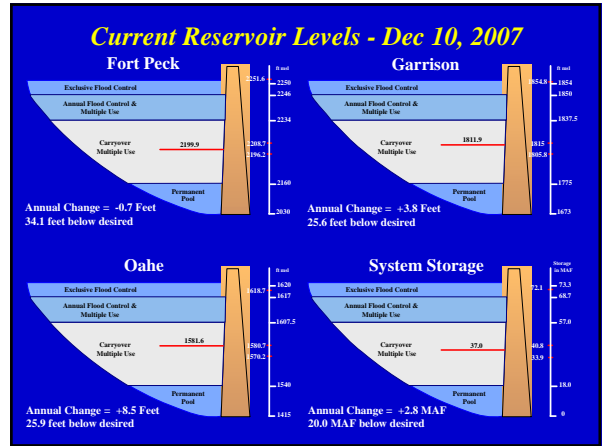 Current Reservoir Levels - Dec 10, 2007
Fort Peck
ft msl
2251.6
2250
2246
2234
2208.7
2196.2
2160
2030
Exclusive Flood Control
Annual Flood Control &
Multiple Use
Carryover
Multiple Use
2199.9
Permanent
Pool
Annual Change = -0.7 Feet
34.1 feet below desired
Garrison
ft msl
1854.8
1854
1850
1837.5
1815
1805.8
1775
1673
Exclusive Flood Control
Annual Flood Control &
Multiple Use
Carryover
Multiple Use
1811.9
Permanent
Pool
Annual Change = +3.8 Feet
25.6 feet below desired
Oahe
ft msl
1618.7
1620
1617
1607.5
1580.7
1570.2
1540
1415
Exclusive Flood Control
Annual Flood Control &
Multiple Use
Carryover
Multiple Use
1581.6
Permanent
Pool
Annual Change = +8.5 Feet
25.9 feet below desired
System Storage
Storage
in MAF
72.1
73.3
68.7
57.0
40.8
33.9
18.0
0
Exclusive Flood Control
Annual Flood Control &
Multiple Use
Carryover
Multiple Use
37.0
Permanent
Pool
Annual Change = +2.8 MAF
20.0 MAF below desired